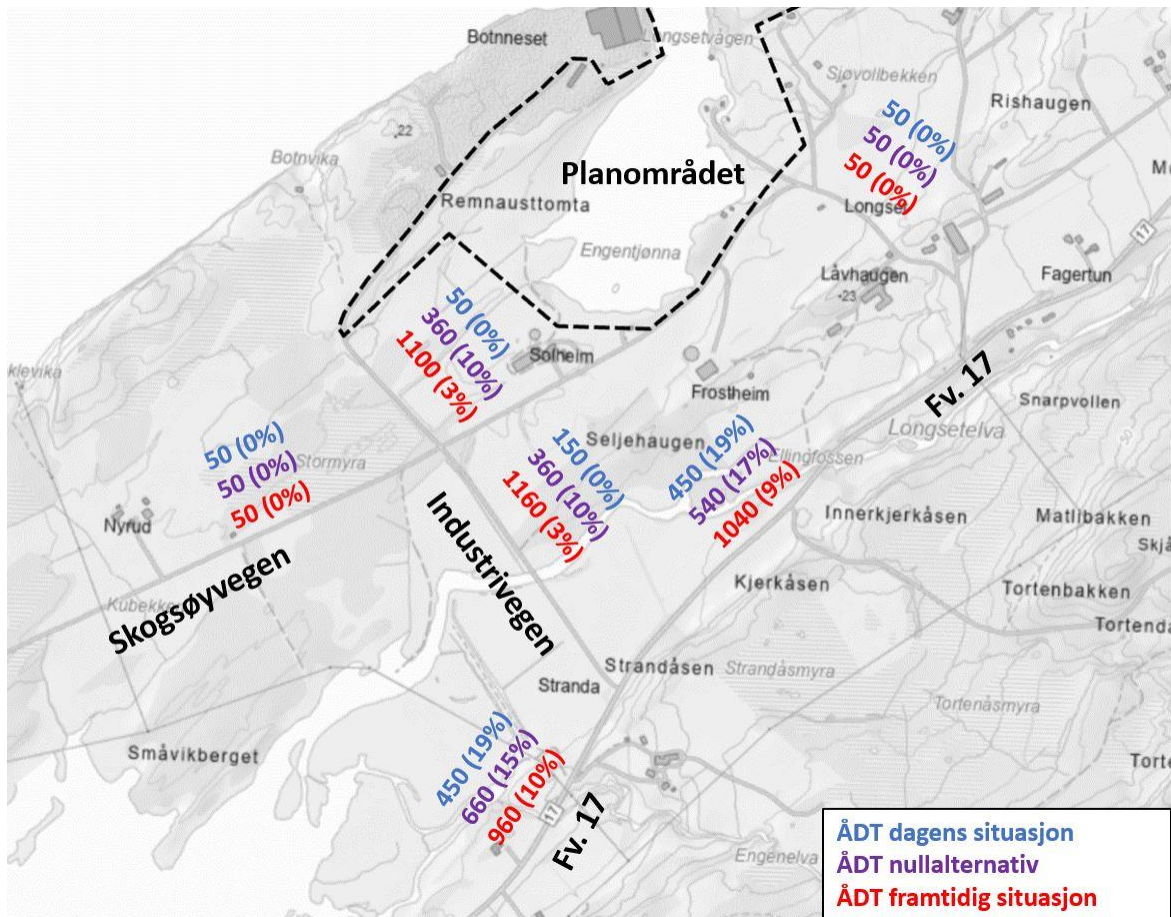 Botnneset
Longsetvågen
Sjøvollbekken
Rishaugen
22
Botnvika
50 (0%)
50 (0%)
50 (0%)
Planområdet
Remnausttomta
Longset
17
Engentjønna
Låvhaugen
23
Fagertun
50 (0%)
360 (10%)
1100 (3%)
Solheim
Frostheim
Fv. 17
Snarpvollen
klevika
Longsetelva
50 (0%)
50 (0%)
50 (0%)
Stormyra
150 (0%)
360 (10%)
1160 (3%)
Seljehaugen
450 (19%)
540 (17%)
1040 (9%)
Ellingfossen
Nyrud
Industrivegen
Innerkjerkåsen
Matlibakken
Skjå
Skogsøyvegen
Kubekke
Kjerkåsen
Tortenbakken
Tortenda
Strandåsen
Strandåsmyra
Stranda
Tortenåsmyra
Småvikberget
450 (19%)
660 (15%)
960 (10%)
17
Fv. 17
Torte
Engenelva
ÅDT dagens situasjon
ÅDT nullalternativ
ÅDT framtidig situasjon